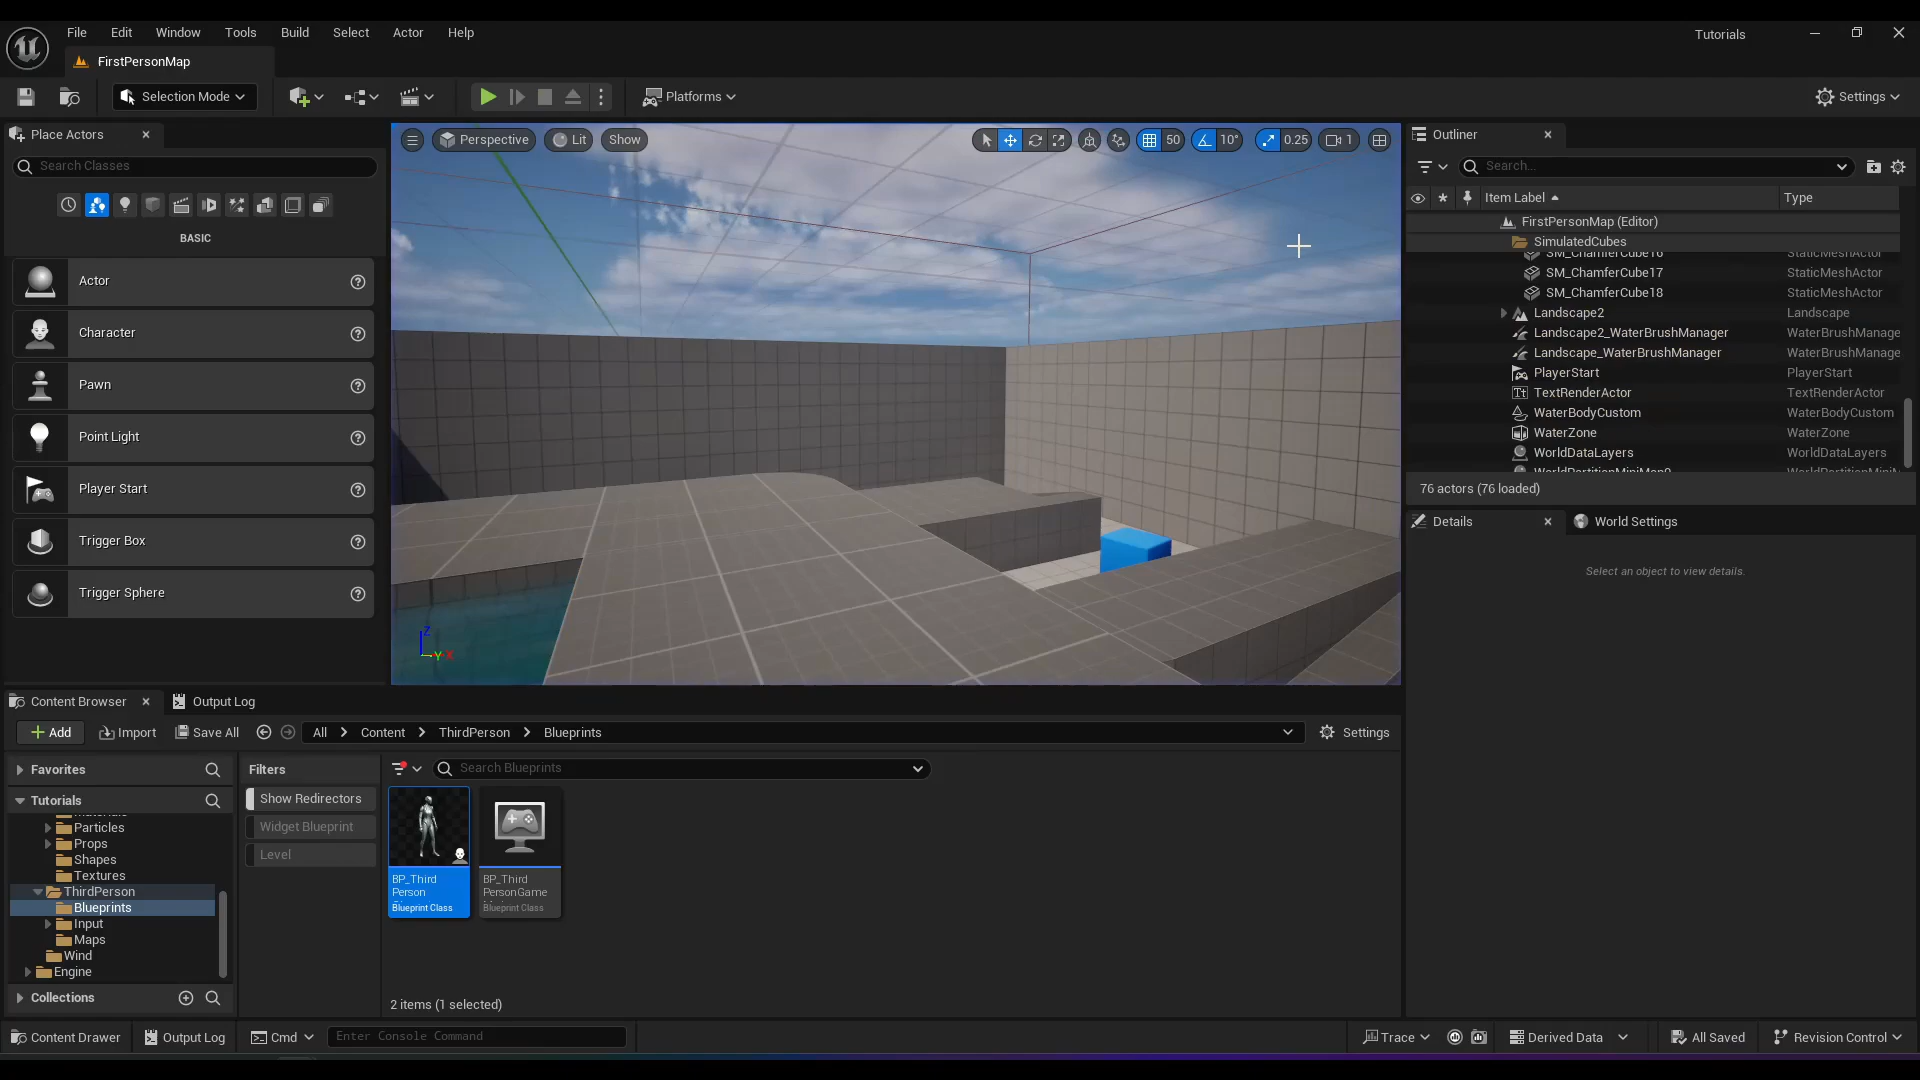 File Edit Window Tools Build Select Actor Help
Tutorials
FirstPersonMap
Selection Mode
Platforms
Settings
Place Actors
Search Classes
BASIC
Actor
Character
Pawn
Point Light
Player Start
Trigger Box
Trigger Sphere
Perspective
Lit
Show
50
10°
0.25
1
Z
Y X
Outliner
Search...
Item Label
Type
FirstPersonMap (Editor)
SimulatedCubes
SM_ChamferCube16 StaticMeshActor
SM_ChamferCube17 StaticMeshActor
SM_ChamferCube18 StaticMeshActor
Landscape2 Landscape
Landscape2_WaterBrushManager WaterBrushManage
Landscape_WaterBrushManager WaterBrushManage
PlayerStart PlayerStart
TextRenderActor TextRenderActor
WaterBodyCustom WaterBodyCustom
WaterZone WaterZone
WorldDataLayers WorldDataLayers
76 actors (76 loaded)
Details
World Settings
Select an object to view details.
Content Browser
Output Log
Add
Import
Save All
All > Content > ThirdPerson > Blueprints
Settings
Favorites
Tutorials
Particles
Props
Shapes
Textures
ThirdPerson
Blueprints
Input
Maps
Wind
Engine
Collections
Filters
Show Redirectors
Widget Blueprint
Level
Search Blueprints
BP_Third
Person
Blueprint Class
BP_Third
PersonGame
Blueprint Class
2 items (1 selected)
Content Drawer
Output Log
Cmd
Enter Console Command
Trace
Derived Data
All Saved
Revision Control